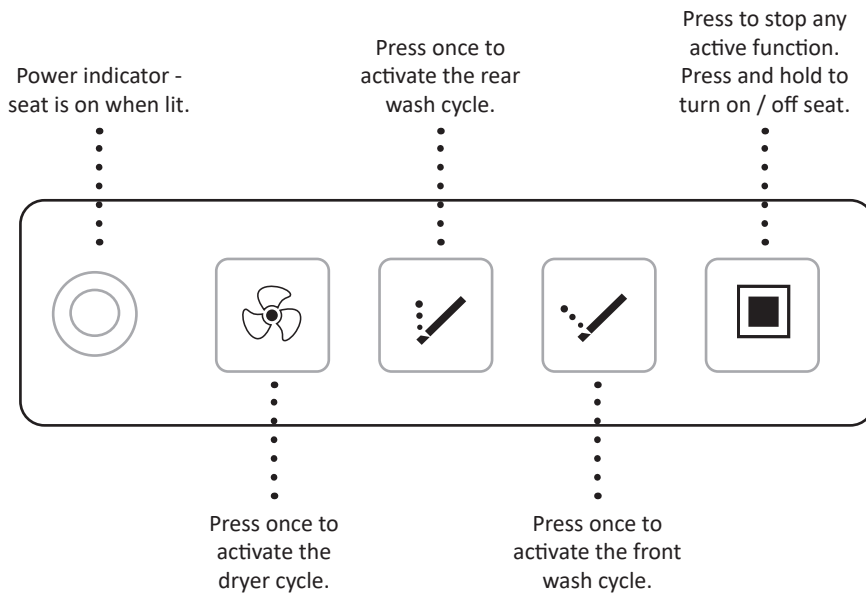 Power indicator -
seat is on when lit.
Press once to
activate the rear
wash cycle.
Press to stop any
active function.
Press and hold to
turn on / off seat.
Press once to
activate the
dryer cycle.
Press once to
activate the front
wash cycle.